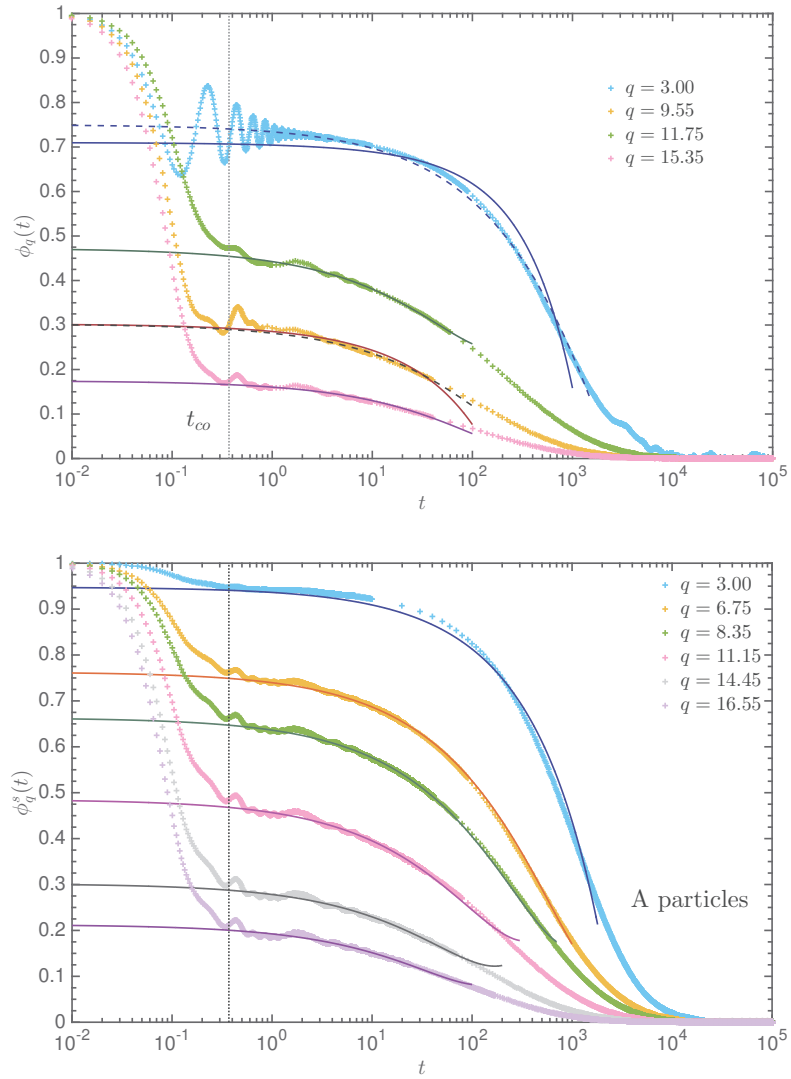 1
0.9
0.8
0.7
0.6
0.5
0.4
0.3
0.2
0.1
0
ϕ_q(t)
q = 3.00
q = 9.55
q = 11.75
q = 15.35
t_co
10^-2 10^-1 10^0 10^1 10^2 10^3 10^4 10^5
t
1
0.9
0.8
0.7
0.6
0.5
0.4
0.3
0.2
0.1
0
ϕ_q^s(t)
q = 3.00
q = 6.75
q = 8.35
q = 11.15
q = 14.45
q = 16.55
A particles
10^-2 10^-1 10^0 10^1 10^2 10^3 10^4 10^5
t